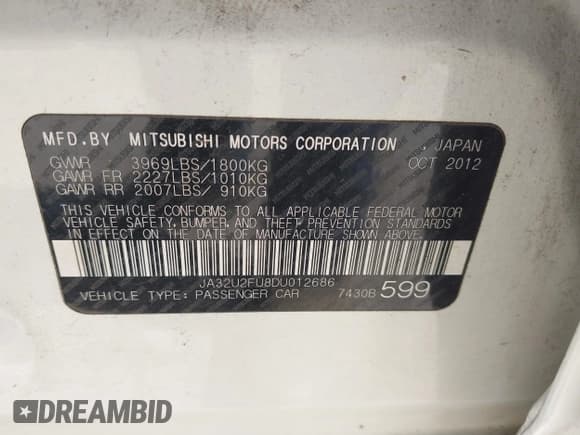 MFD.BY MITSUBISHI MOTORS CORPORATION , JAPAN
GVWR 3969LBS/1800KG OCT 2012
GAWR FR 2227LBS/1010KG
GAWR RR 2007LBS/ 910KG
THIS VEHICLE CONFORMS TO ALL APPLICABLE FEDERAL MOTOR
VEHICLE SAFETY,BUMPER,AND THEFT PREVENTION STANDARDS
IN EFFECT ON THE DATE OF MANUFACTURE SHOWN ABOVE.
JA32U2FU8DU012686
VEHICLE TYPE: PASSENGER CAR 7430B 599
DREAMBID